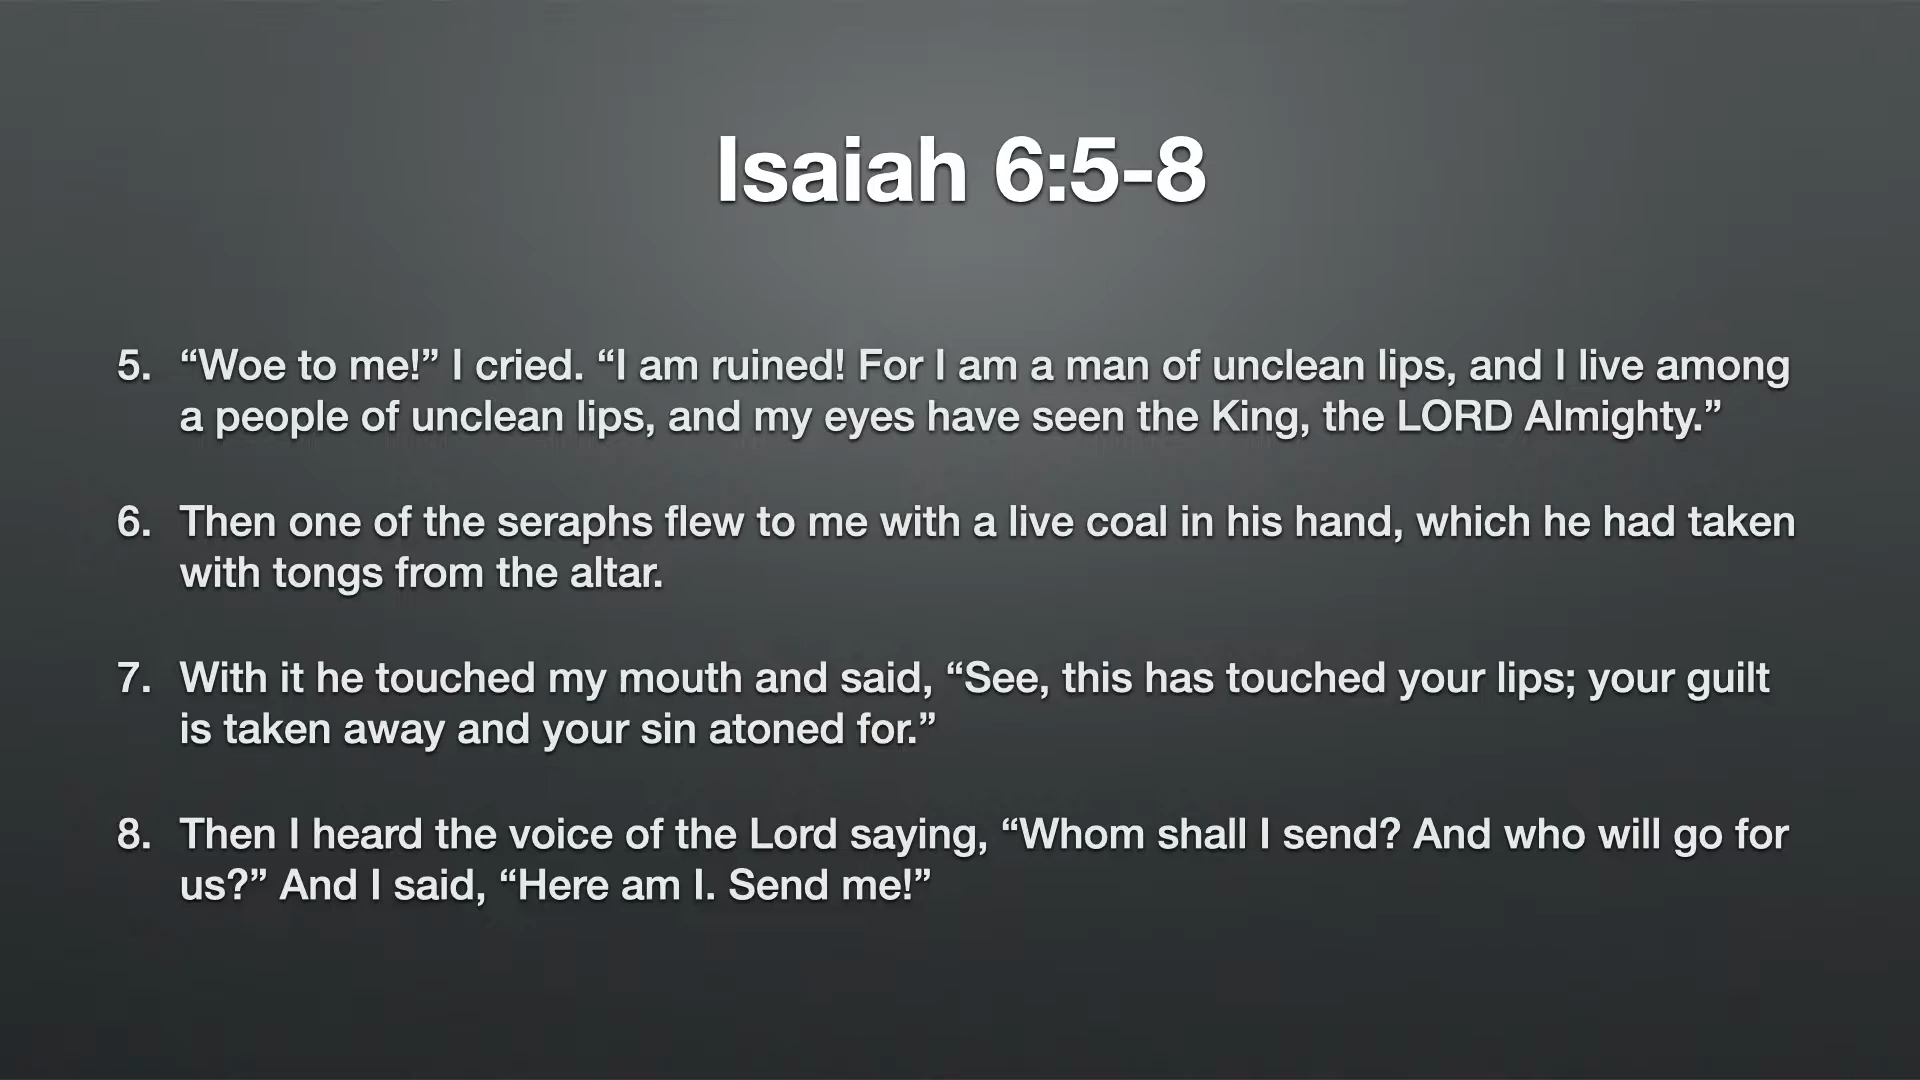 Isaiah 6:5-8
5. “Woe to me!” I cried. “I am ruined! For I am a man of unclean lips, and I live among
a people of unclean lips, and my eyes have seen the King, the LORD Almighty.”
6. Then one of the seraphs flew to me with a live coal in his hand, which he had taken
with tongs from the altar.
7. With it he touched my mouth and said, “See, this has touched your lips; your guilt
is taken away and your sin atoned for.”
8. Then I heard the voice of the Lord saying, “Whom shall I send? And who will go for
us?” And I said, “Here am I. Send me!”